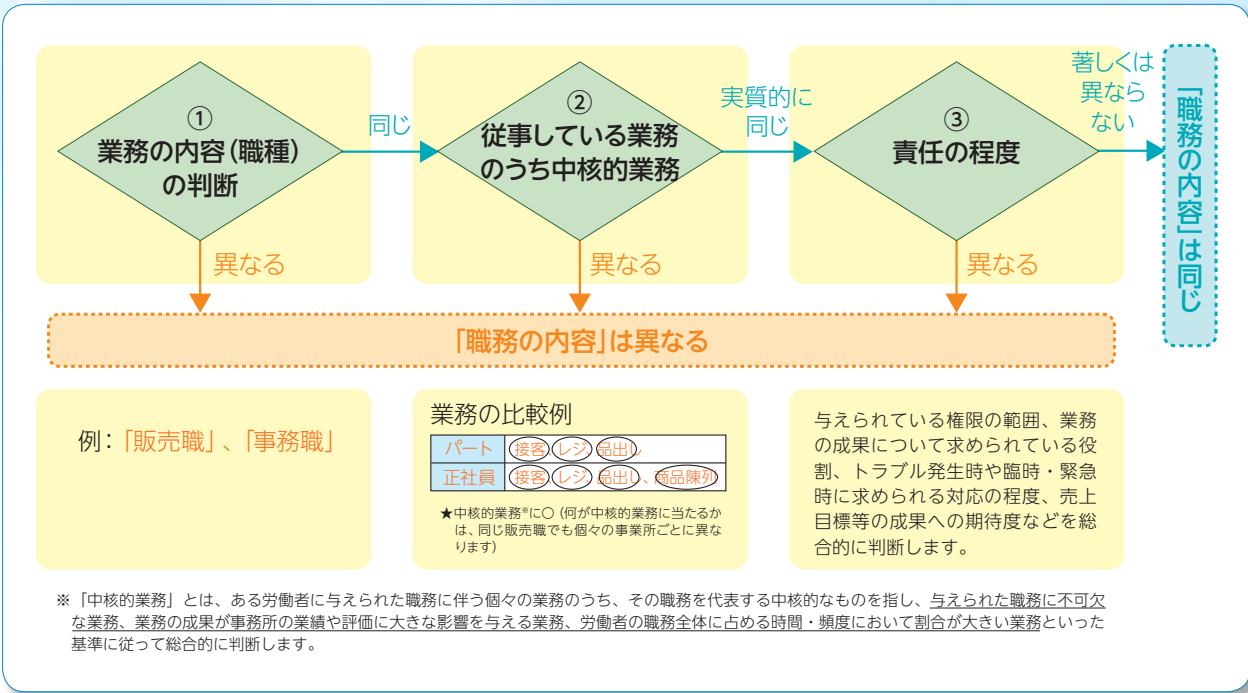 ①
業務の内容（職種）
の判断
同じ
②
従事している業務
のうち中核的業務
実質的に
同じ
③
責任の程度
著しくは
異なら
ない
「職務の内容」は同じ
異なる
異なる
異なる
「職務の内容」は異なる
例：「販売職」、「事務職」
業務の比較例
パート 接客、レジ、品出し
正社員 接客、レジ、品出し、商品陳列
★中核的業務※に〇（何が中核的業務に当たるか
は、同じ販売職でも個々の事業所ごとに異な
ります）
与えられている権限の範囲、業務
の成果について求められている役
割、トラブル発生時や臨時・緊急
時に求められる対応の程度、売上
目標等の成果への期待度などを総
合的に判断します。
※「中核的業務」とは、ある労働者に与えられた職務に伴う個々の業務のうち、その職務を代表する中核的なものを指し、与えられた職務に不可欠
な業務、業務の成果が事務所の業績や評価に大きな影響を与える業務、労働者の職務全体に占める時間・頻度において割合が大きい業務といった
基準に従って総合的に判断します。